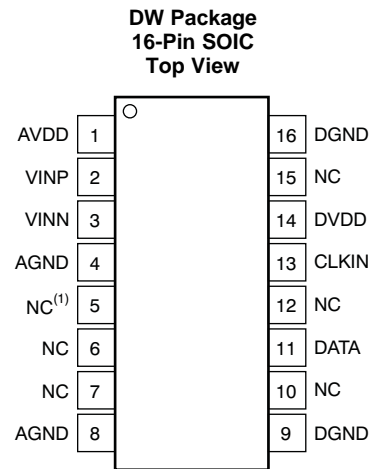 DW Package
16-Pin SOIC
Top View
AVDD 1 16 DGND
VINP 2 15 NC
VINN 3 14 DVDD
AGND 4 13 CLKIN
NC(1) 5 12 NC
NC 6 11 DATA
NC 7 10 NC
AGND 8 9 DGND